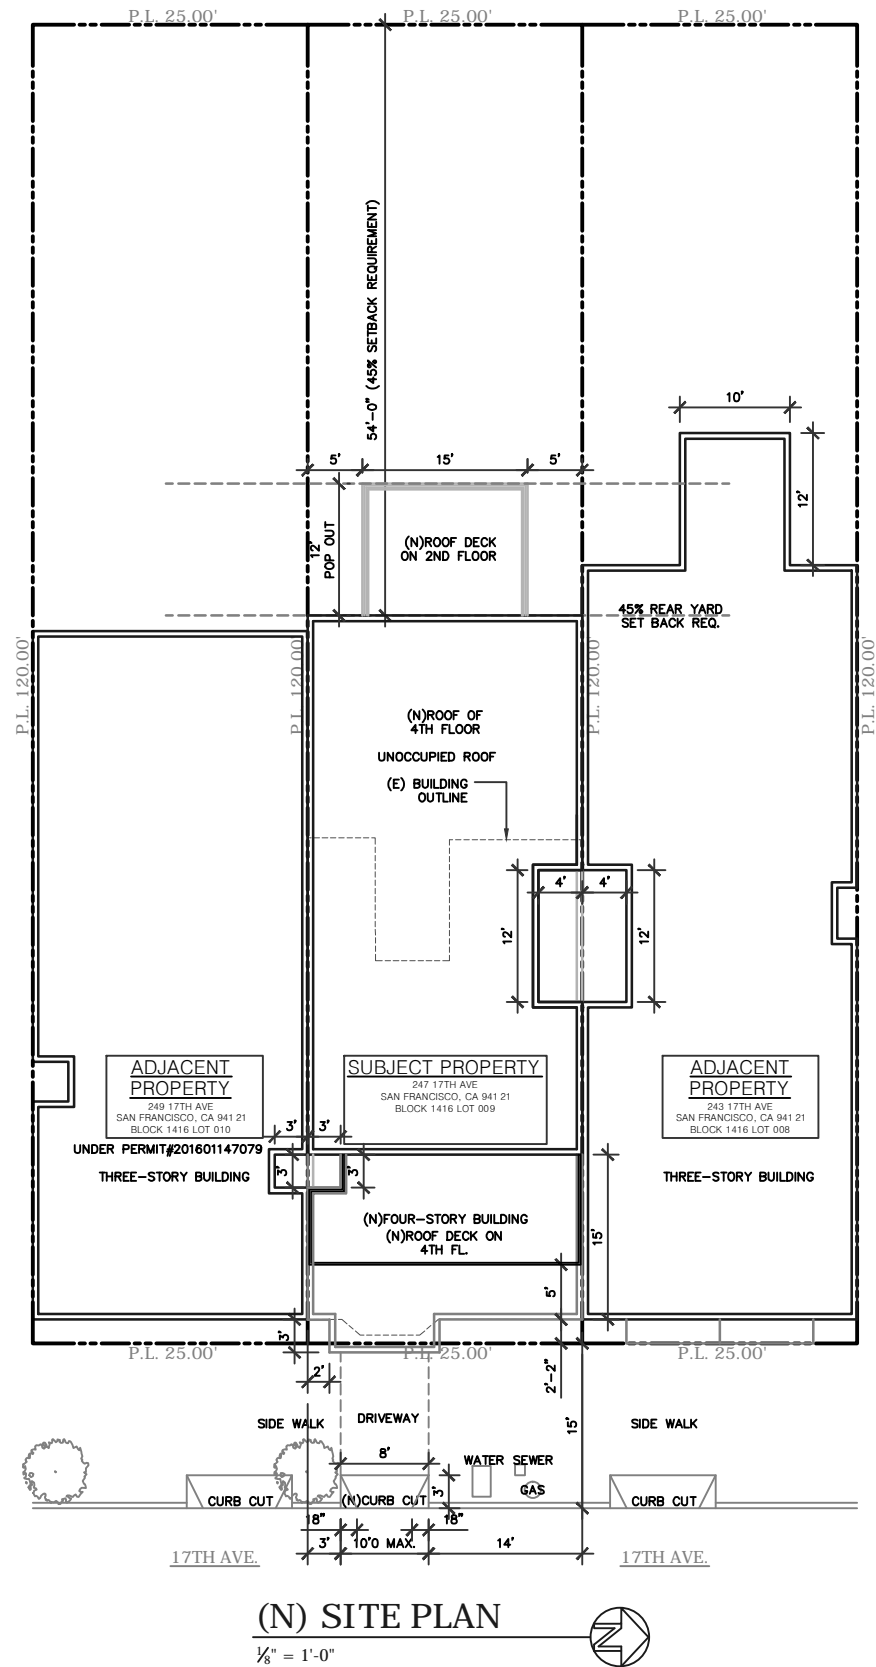 P.L. 25.00'
P.L. 25.00'
P.L. 25.00'
54'-0" (45% SETBACK REQUIREMENT)
10'
5'
15'
5'
12'
12'
POP OUT
(N)ROOF DECK
ON 2ND FLOOR
45% REAR YARD
SET BACK REQ.
P.L. 120.00'
P.L. 120.00'
P.L. 120.00'
P.L. 120.00'
(N)ROOF OF
4TH FLOOR
UNOCCUPIED ROOF
(E) BUILDING
OUTLINE
4'
4'
12'
12'
ADJACENT
PROPERTY
249 17TH AVE
SAN FRANCISCO, CA 941 21
BLOCK 1416 LOT 010
SUBJECT PROPERTY
247 17TH AVE
SAN FRANCISCO, CA 941 21
BLOCK 1416 LOT 009
ADJACENT
PROPERTY
243 17TH AVE
SAN FRANCISCO, CA 941 21
BLOCK 1416 LOT 008
3'
3'
UNDER PERMIT#201601147079
THREE-STORY BUILDING
3'
3'
THREE-STORY BUILDING
(N)FOUR-STORY BUILDING
(N)ROOF DECK ON
4TH FL.
15'
5'
3'
P.L. 25.00'
P.L. 25.00'
P.L. 25.00'
2'
2'-2"
SIDE WALK
DRIVEWAY
15'
SIDE WALK
8'
WATER SEWER
3'
GAS
CURB CUT
(N)CURB CUT
CURB CUT
18"
18"
3'
10'0 MAX.
14'
17TH AVE.
17TH AVE.
(N) SITE PLAN
N
⅛" = 1'-0"